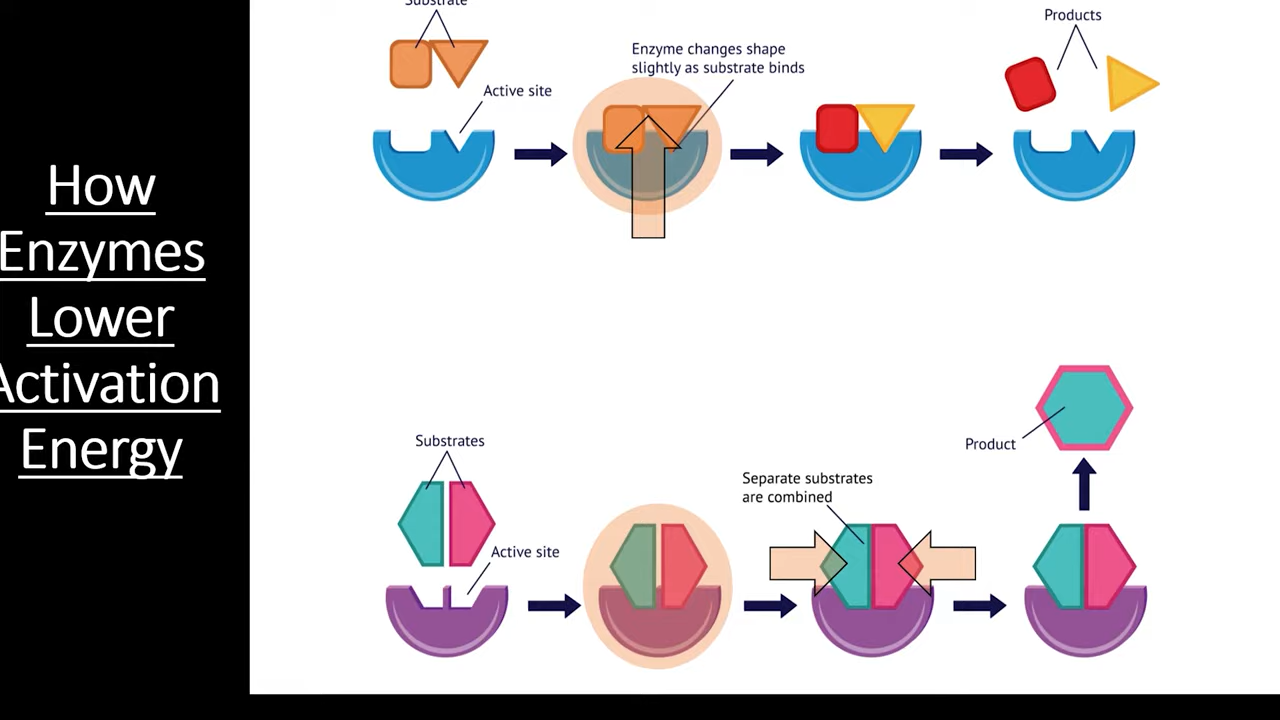 How
Enzymes
Lower
Activation
Energy
Substrate
Active site
Enzyme changes shape
slightly as substrate binds
Products
Substrates
Active site
Separate substrates
are combined
Product